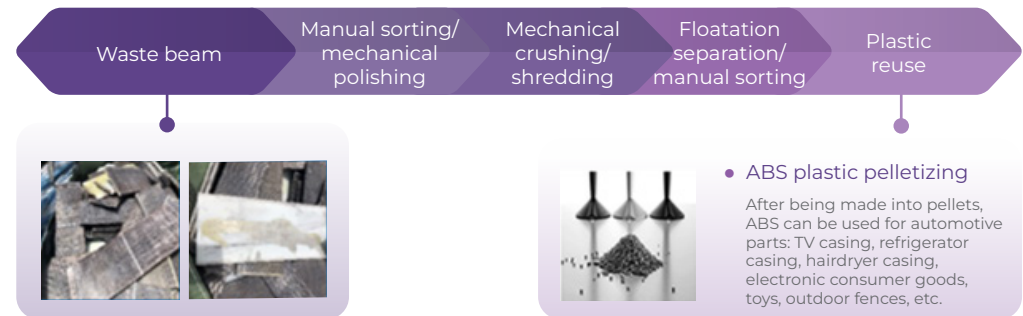 Waste beam
Manual sorting/
mechanical
polishing
Mechanical
crushing/
shredding
Floatation
separation/
manual sorting
Plastic
reuse
ABS plastic pelletizing
After being made into pellets,
ABS can be used for automotive
parts: TV casing, refrigerator
casing, hairdryer casing,
electronic consumer goods,
toys, outdoor fences, etc.